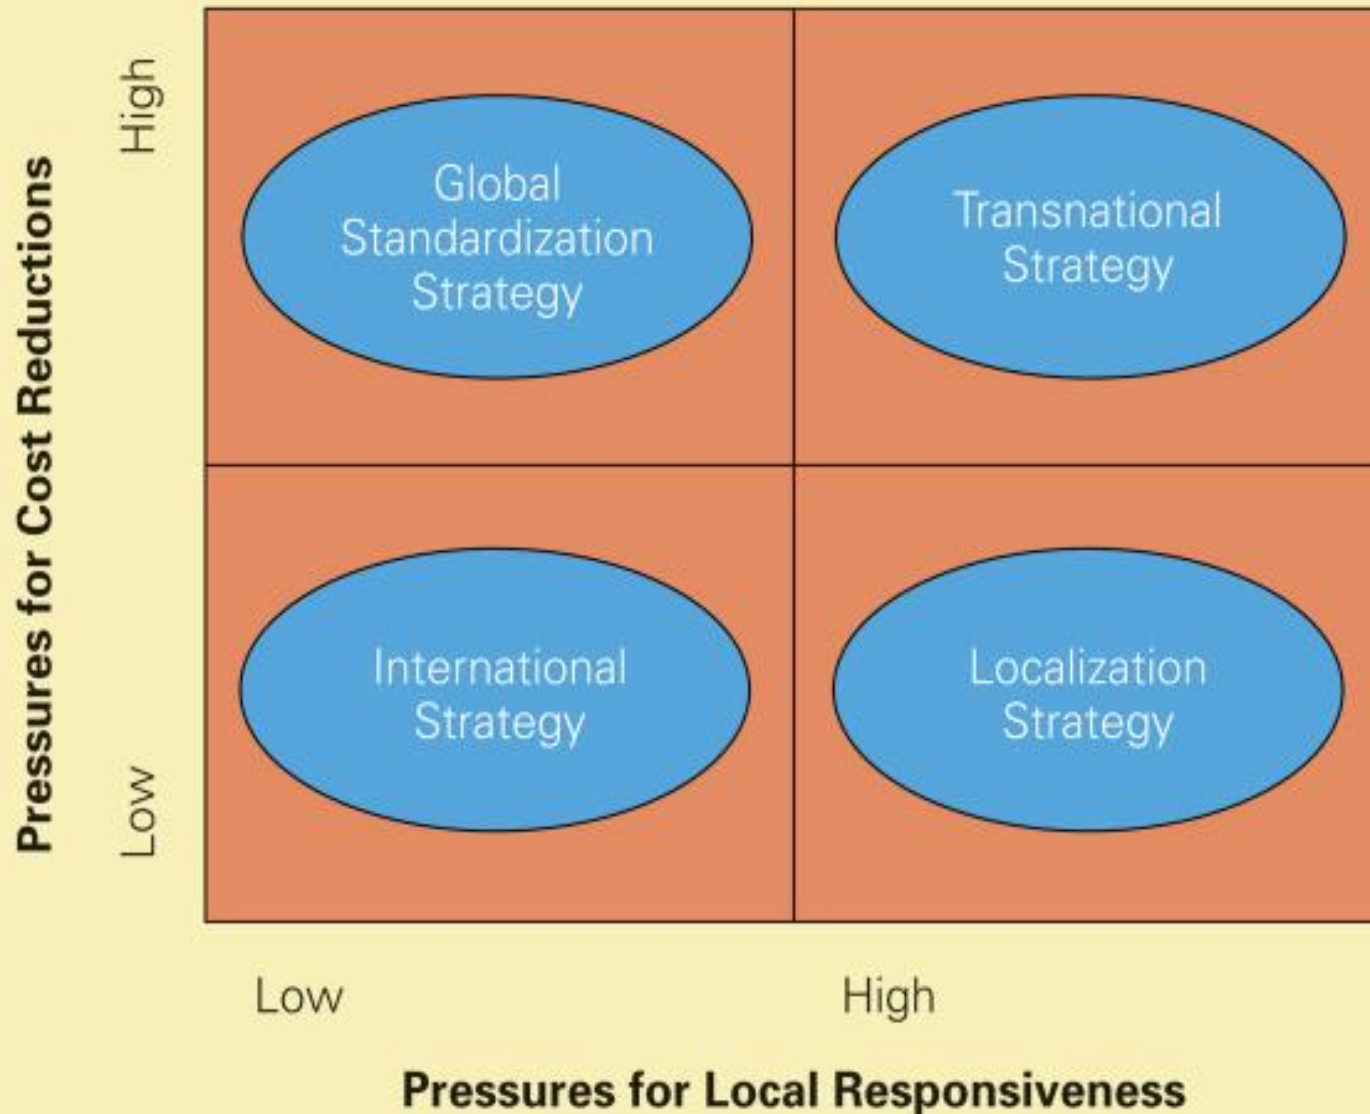 Pressures for Cost Reductions
High
Low
Global
Standardization
Strategy
Transnational
Strategy
International
Strategy
Localization
Strategy
Low
High
Pressures for Local Responsiveness